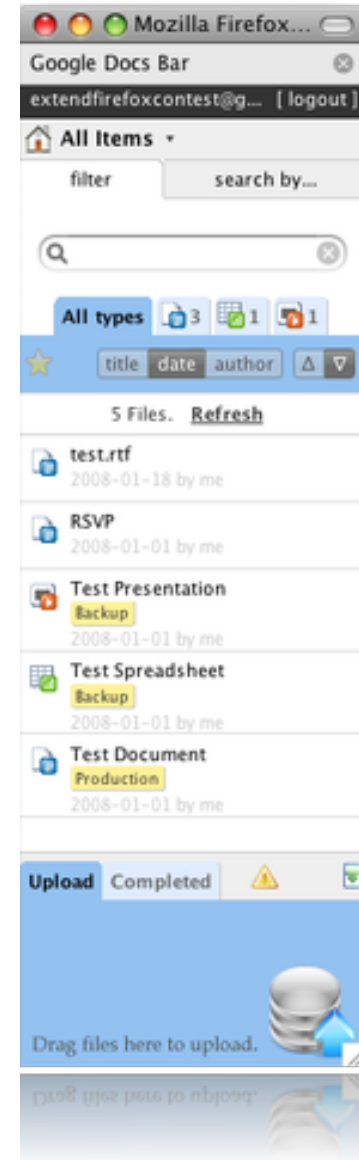 Mozilla Firefox...
Google Docs Bar
extendfirefoxcontest@g... [ logout ]
All Items
filter search by...
All types 3 1 1
title date author
5 Files. Refresh
test.rtf
2008-01-18 by me
RSVP
2008-01-01 by me
Test Presentation
Backup
2008-01-01 by me
Test Spreadsheet
Backup
2008-01-01 by me
Test Document
Production
2008-01-01 by me
Upload Completed
Drag files here to upload.